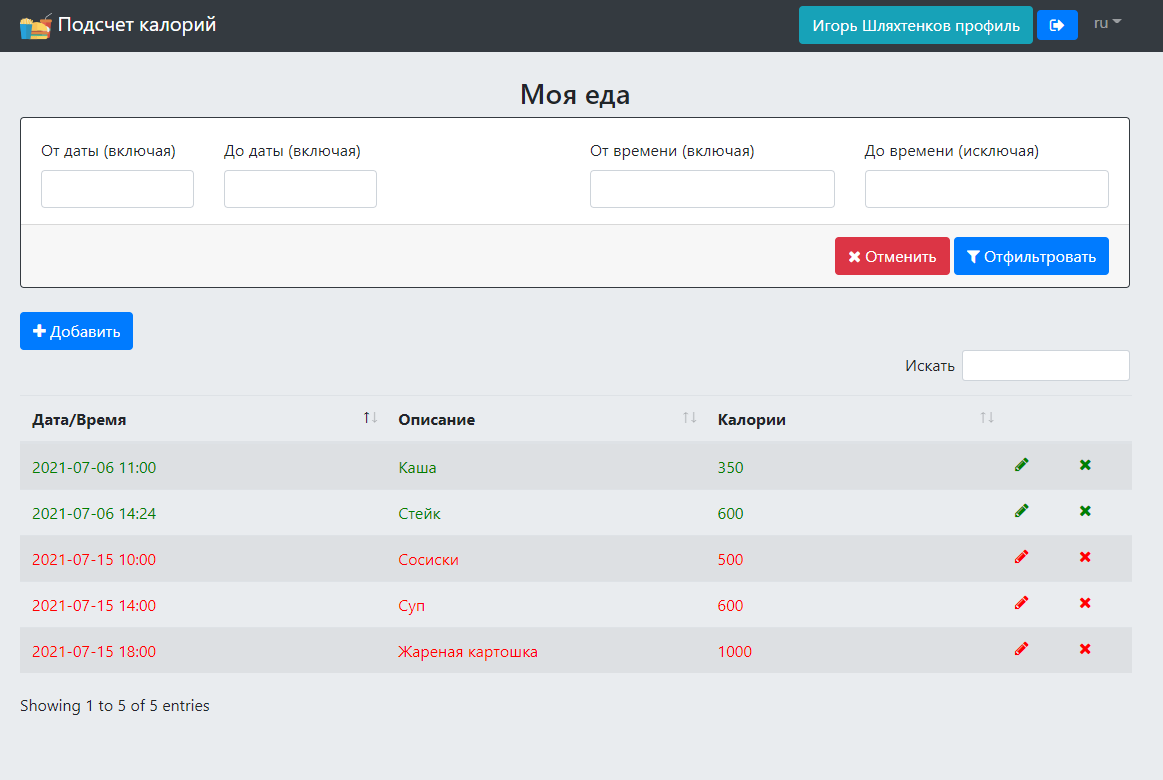 Подсчет калорий Игорь Шляхтенков профиль ru
Моя еда
От даты (включая) До даты (включая) От времени (включая) До времени (исключая)
Отменить Отфильтровать
Добавить
Искать
Дата/Время Описание Калории
2021-07-06 11:00 Каша 350
2021-07-06 14:24 Стейк 600
2021-07-15 10:00 Сосиски 500
2021-07-15 14:00 Суп 600
2021-07-15 18:00 Жареная картошка 1000
Showing 1 to 5 of 5 entries